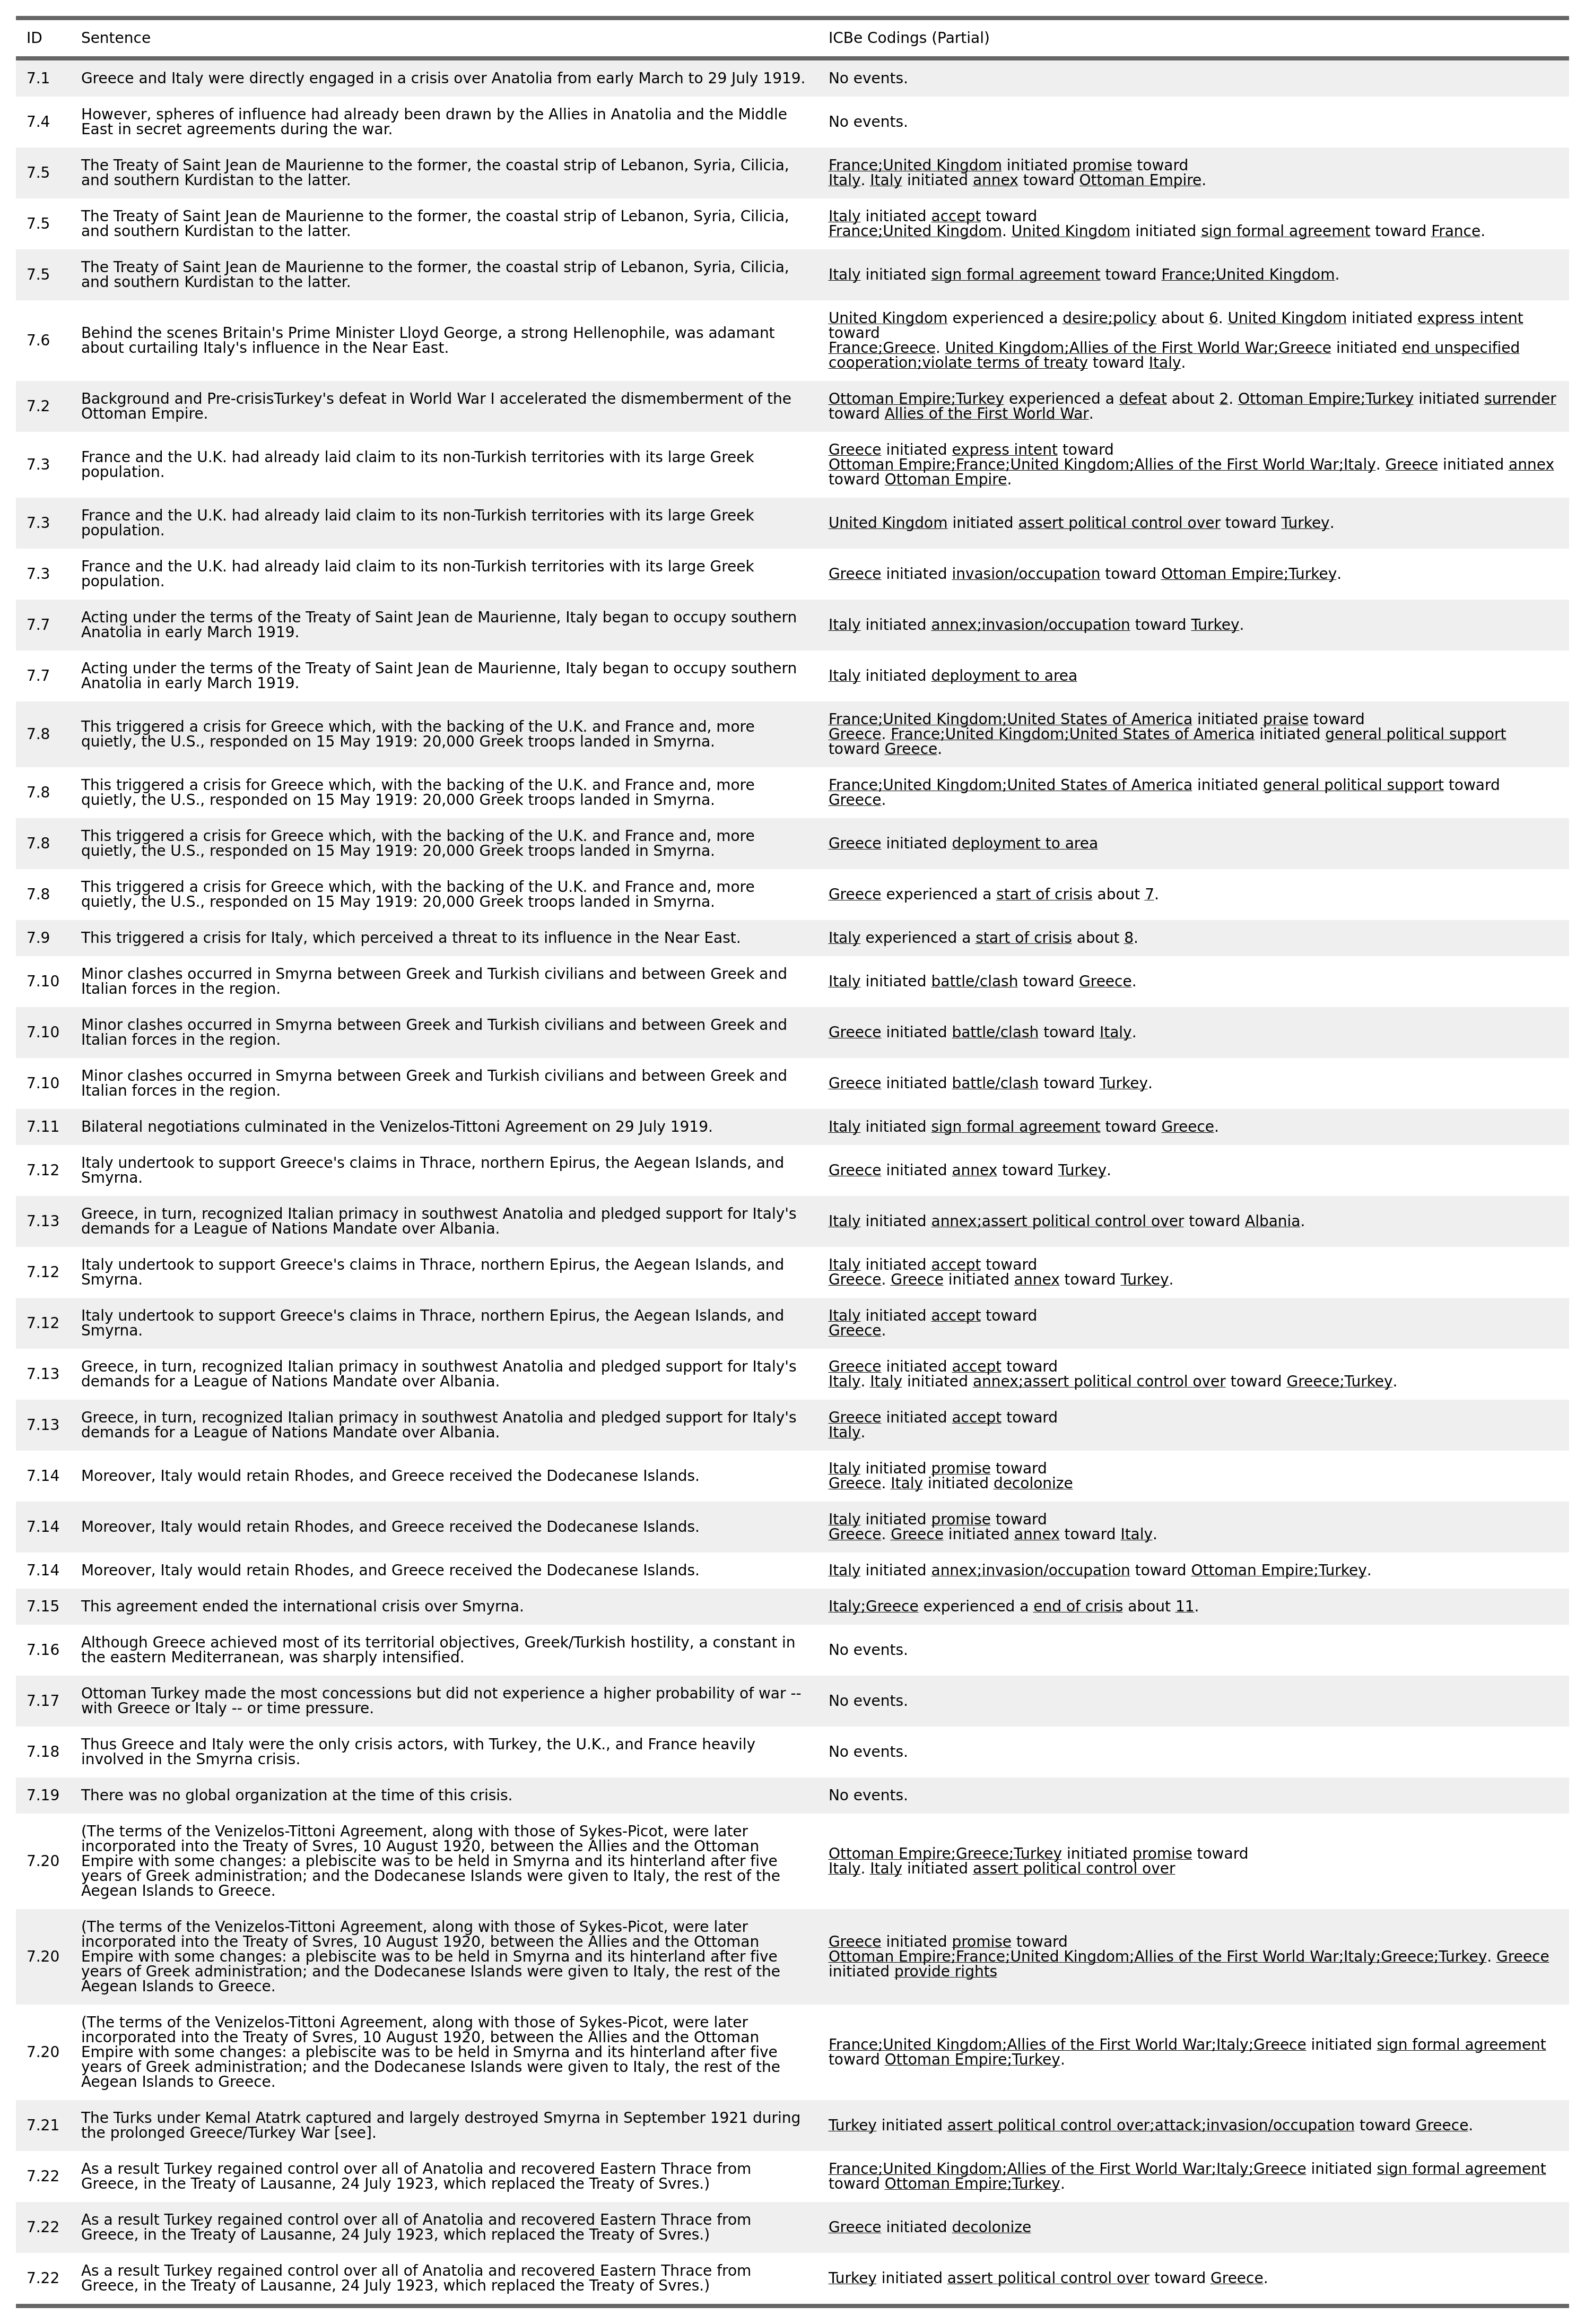 ID Sentence ICBe Codings (Partial)
7.1 Greece and Italy were directly engaged in a crisis over Anatolia from early March to 29 July 1919. No events.
7.4 However, spheres of influence had already been drawn by the Allies in Anatolia and the Middle
East in secret agreements during the war. No events.
7.5 The Treaty of Saint Jean de Maurienne to the former, the coastal strip of Lebanon, Syria, Cilicia,
and southern Kurdistan to the latter.
France;United Kingdom initiated promise toward
Italy. Italy initiated annex toward Ottoman Empire.
7.5 The Treaty of Saint Jean de Maurienne to the former, the coastal strip of Lebanon, Syria, Cilicia,
and southern Kurdistan to the latter.
Italy initiated accept toward
France;United Kingdom. United Kingdom initiated sign formal agreement toward France.
7.5 The Treaty of Saint Jean de Maurienne to the former, the coastal strip of Lebanon, Syria, Cilicia,
and southern Kurdistan to the latter.
Italy initiated sign formal agreement toward France;United Kingdom.
7.6 Behind the scenes Britain's Prime Minister Lloyd George, a strong Hellenophile, was adamant
about curtailing Italy's influence in the Near East.
United Kingdom experienced a desire;policy about 6. United Kingdom initiated express intent
toward
France;Greece. United Kingdom;Allies of the First World War;Greece initiated end unspecified
cooperation;violate terms of treaty toward Italy.
7.2 Background and Pre-crisisTurkey's defeat in World War I accelerated the dismemberment of the
Ottoman Empire.
Ottoman Empire;Turkey experienced a defeat about 2. Ottoman Empire;Turkey initiated surrender
toward Allies of the First World War.
7.3 France and the U.K. had already laid claim to its non-Turkish territories with its large Greek
population.
Greece initiated express intent toward
Ottoman Empire;France;United Kingdom;Allies of the First World War;Italy. Greece initiated annex
toward Ottoman Empire.
7.3 France and the U.K. had already laid claim to its non-Turkish territories with its large Greek
population.
United Kingdom initiated assert political control over toward Turkey.
7.3 France and the U.K. had already laid claim to its non-Turkish territories with its large Greek
population.
Greece initiated invasion/occupation toward Ottoman Empire;Turkey.
7.7 Acting under the terms of the Treaty of Saint Jean de Maurienne, Italy began to occupy southern
Anatolia in early March 1919.
Italy initiated annex;invasion/occupation toward Turkey.
7.7 Acting under the terms of the Treaty of Saint Jean de Maurienne, Italy began to occupy southern
Anatolia in early March 1919.
Italy initiated deployment to area
7.8 This triggered a crisis for Greece which, with the backing of the U.K. and France and, more
quietly, the U.S., responded on 15 May 1919: 20,000 Greek troops landed in Smyrna.
France;United Kingdom;United States of America initiated praise toward
Greece. France;United Kingdom;United States of America initiated general political support
toward Greece.
7.8 This triggered a crisis for Greece which, with the backing of the U.K. and France and, more
quietly, the U.S., responded on 15 May 1919: 20,000 Greek troops landed in Smyrna.
France;United Kingdom;United States of America initiated general political support toward
Greece.
7.8 This triggered a crisis for Greece which, with the backing of the U.K. and France and, more
quietly, the U.S., responded on 15 May 1919: 20,000 Greek troops landed in Smyrna.
Greece initiated deployment to area
7.8 This triggered a crisis for Greece which, with the backing of the U.K. and France and, more
quietly, the U.S., responded on 15 May 1919: 20,000 Greek troops landed in Smyrna.
Greece experienced a start of crisis about 7.
7.9 This triggered a crisis for Italy, which perceived a threat to its influence in the Near East. Italy experienced a start of crisis about 8.
7.10 Minor clashes occurred in Smyrna between Greek and Turkish civilians and between Greek and
Italian forces in the region.
Italy initiated battle/clash toward Greece.
7.10 Minor clashes occurred in Smyrna between Greek and Turkish civilians and between Greek and
Italian forces in the region.
Greece initiated battle/clash toward Italy.
7.10 Minor clashes occurred in Smyrna between Greek and Turkish civilians and between Greek and
Italian forces in the region.
Greece initiated battle/clash toward Turkey.
7.11 Bilateral negotiations culminated in the Venizelos-Tittoni Agreement on 29 July 1919. Italy initiated sign formal agreement toward Greece.
7.12 Italy undertook to support Greece's claims in Thrace, northern Epirus, the Aegean Islands, and
Smyrna.
Greece initiated annex toward Turkey.
7.13 Greece, in turn, recognized Italian primacy in southwest Anatolia and pledged support for Italy's
demands for a League of Nations Mandate over Albania.
Italy initiated annex;assert political control over toward Albania.
7.12 Italy undertook to support Greece's claims in Thrace, northern Epirus, the Aegean Islands, and
Smyrna.
Italy initiated accept toward
Greece. Greece initiated annex toward Turkey.
7.12 Italy undertook to support Greece's claims in Thrace, northern Epirus, the Aegean Islands, and
Smyrna.
Italy initiated accept toward
Greece.
7.13 Greece, in turn, recognized Italian primacy in southwest Anatolia and pledged support for Italy's
demands for a League of Nations Mandate over Albania.
Greece initiated accept toward
Italy. Italy initiated annex;assert political control over toward Greece;Turkey.
7.13 Greece, in turn, recognized Italian primacy in southwest Anatolia and pledged support for Italy's
demands for a League of Nations Mandate over Albania.
Greece initiated accept toward
Italy.
7.14 Moreover, Italy would retain Rhodes, and Greece received the Dodecanese Islands.
Italy initiated promise toward
Greece. Italy initiated decolonize
7.14 Moreover, Italy would retain Rhodes, and Greece received the Dodecanese Islands.
Italy initiated promise toward
Greece. Greece initiated annex toward Italy.
7.14 Moreover, Italy would retain Rhodes, and Greece received the Dodecanese Islands. Italy initiated annex;invasion/occupation toward Ottoman Empire;Turkey.
7.15 This agreement ended the international crisis over Smyrna. Italy;Greece experienced a end of crisis about 11.
7.16 Although Greece achieved most of its territorial objectives, Greek/Turkish hostility, a constant in
the eastern Mediterranean, was sharply intensified.
No events.
7.17 Ottoman Turkey made the most concessions but did not experience a higher probability of war --
with Greece or Italy -- or time pressure.
No events.
7.18 Thus Greece and Italy were the only crisis actors, with Turkey, the U.K., and France heavily
involved in the Smyrna crisis.
No events.
7.19 There was no global organization at the time of this crisis. No events.
7.20 (The terms of the Venizelos-Tittoni Agreement, along with those of Sykes-Picot, were later
incorporated into the Treaty of Svres, 10 August 1920, between the Allies and the Ottoman
Empire with some changes: a plebiscite was to be held in Smyrna and its hinterland after five
years of Greek administration; and the Dodecanese Islands were given to Italy, the rest of the
Aegean Islands to Greece.
Ottoman Empire;Greece;Turkey initiated promise toward
Italy. Italy initiated assert political control over
7.20 (The terms of the Venizelos-Tittoni Agreement, along with those of Sykes-Picot, were later
incorporated into the Treaty of Svres, 10 August 1920, between the Allies and the Ottoman
Empire with some changes: a plebiscite was to be held in Smyrna and its hinterland after five
years of Greek administration; and the Dodecanese Islands were given to Italy, the rest of the
Aegean Islands to Greece.
Greece initiated promise toward
Ottoman Empire;France;United Kingdom;Allies of the First World War;Italy;Greece;Turkey. Greece
initiated provide rights
7.20 (The terms of the Venizelos-Tittoni Agreement, along with those of Sykes-Picot, were later
incorporated into the Treaty of Svres, 10 August 1920, between the Allies and the Ottoman
Empire with some changes: a plebiscite was to be held in Smyrna and its hinterland after five
years of Greek administration; and the Dodecanese Islands were given to Italy, the rest of the
Aegean Islands to Greece.
France;United Kingdom;Allies of the First World War;Italy;Greece initiated sign formal agreement
toward Ottoman Empire;Turkey.
7.21 The Turks under Kemal Atatrk captured and largely destroyed Smyrna in September 1921 during
the prolonged Greece/Turkey War [see].
Turkey initiated assert political control over;attack;invasion/occupation toward Greece.
7.22 As a result Turkey regained control over all of Anatolia and recovered Eastern Thrace from
Greece, in the Treaty of Lausanne, 24 July 1923, which replaced the Treaty of Svres.)
France;United Kingdom;Allies of the First World War;Italy;Greece initiated sign formal agreement
toward Ottoman Empire;Turkey.
7.22 As a result Turkey regained control over all of Anatolia and recovered Eastern Thrace from
Greece, in the Treaty of Lausanne, 24 July 1923, which replaced the Treaty of Svres.)
Greece initiated decolonize
7.22 As a result Turkey regained control over all of Anatolia and recovered Eastern Thrace from
Greece, in the Treaty of Lausanne, 24 July 1923, which replaced the Treaty of Svres.)
Turkey initiated assert political control over toward Greece.